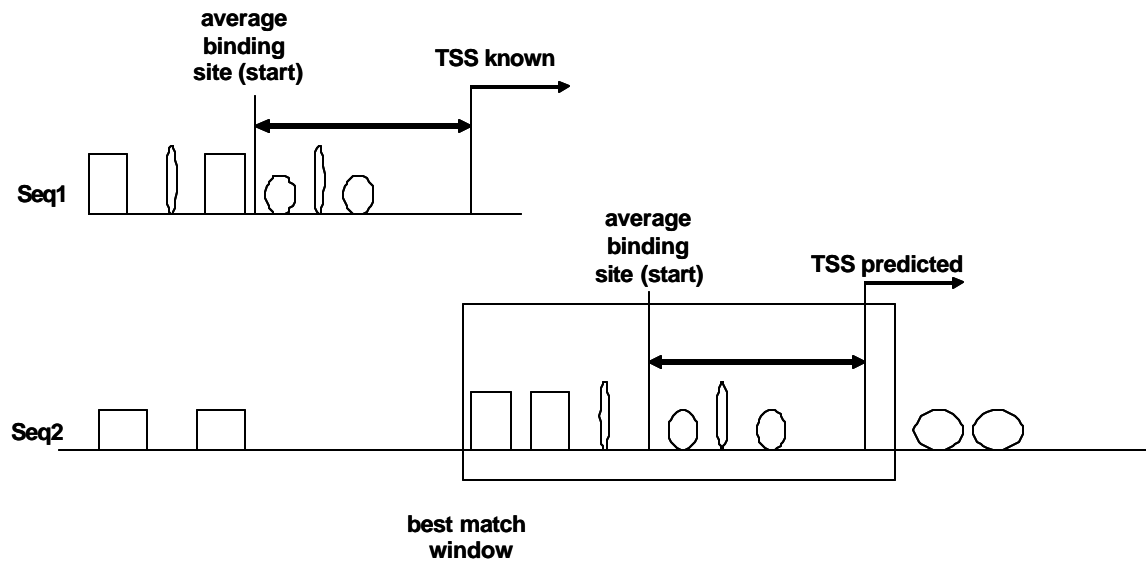 average
binding
site (start)
TSS known
Seq1
average
binding
site (start)
TSS predicted
Seq2
best match
window